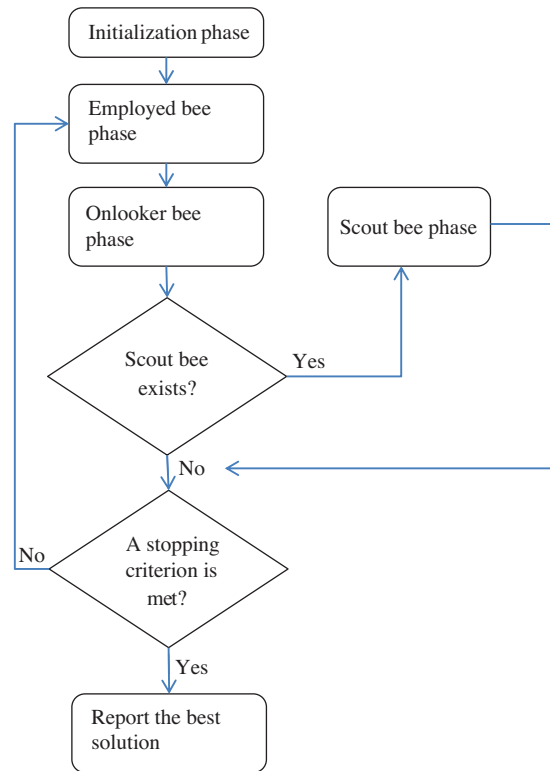 Initialization phase
Employed bee
phase
Onlooker bee
phase
Scout bee phase
Scout bee
exists?
Yes
No
A stopping
criterion is
met?
No
Yes
Report the best
solution